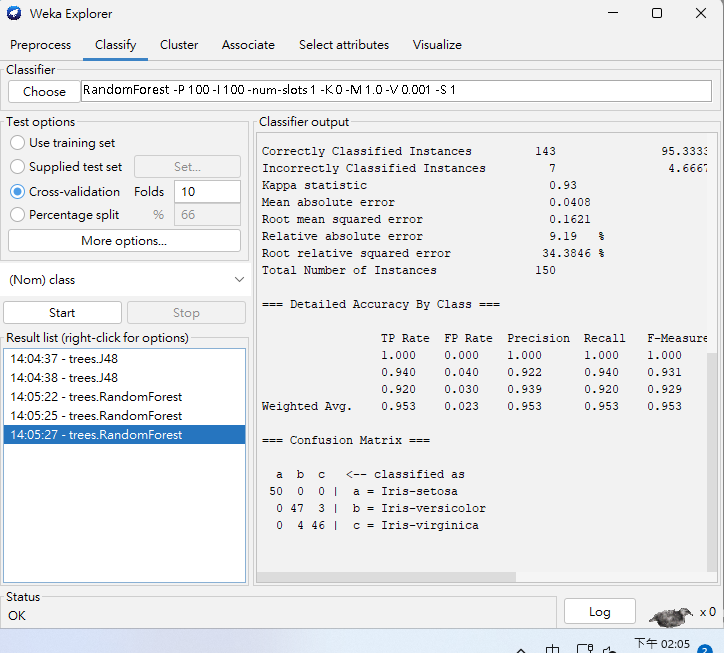 Weka Explorer
Preprocess Classify Cluster Associate Select attributes Visualize
Classifier
Choose RandomForest -P 100 -I 100 -num-slots 1 -K 0 -M 1.0 -V 0.001 -S 1
Test options
Use training set
Supplied test set Set...
Cross-validation Folds 10
Percentage split % 66
More options...
(Nom) class
Start Stop
Result list (right-click for options)
14:04:37 - trees.J48
14:04:38 - trees.J48
14:05:22 - trees.RandomForest
14:05:25 - trees.RandomForest
14:05:27 - trees.RandomForest
Classifier output
Correctly Classified Instances 143 95.3333
Incorrectly Classified Instances 7 4.6667
Kappa statistic 0.93
Mean absolute error 0.0408
Root mean squared error 0.1621
Relative absolute error 9.19 %
Root relative squared error 34.3846 %
Total Number of Instances 150
=== Detailed Accuracy By Class ===
TP Rate FP Rate Precision Recall F-Measure
1.000 0.000 1.000 1.000 1.000
0.940 0.040 0.922 0.940 0.931
0.920 0.030 0.939 0.920 0.929
Weighted Avg. 0.953 0.023 0.953 0.953 0.953
=== Confusion Matrix ===
a b c <-- classified as
50 0 0 | a = Iris-setosa
0 47 3 | b = Iris-versicolor
0 4 46 | c = Iris-virginica
Status
OK
Log x 0
中 下午 02:05 2